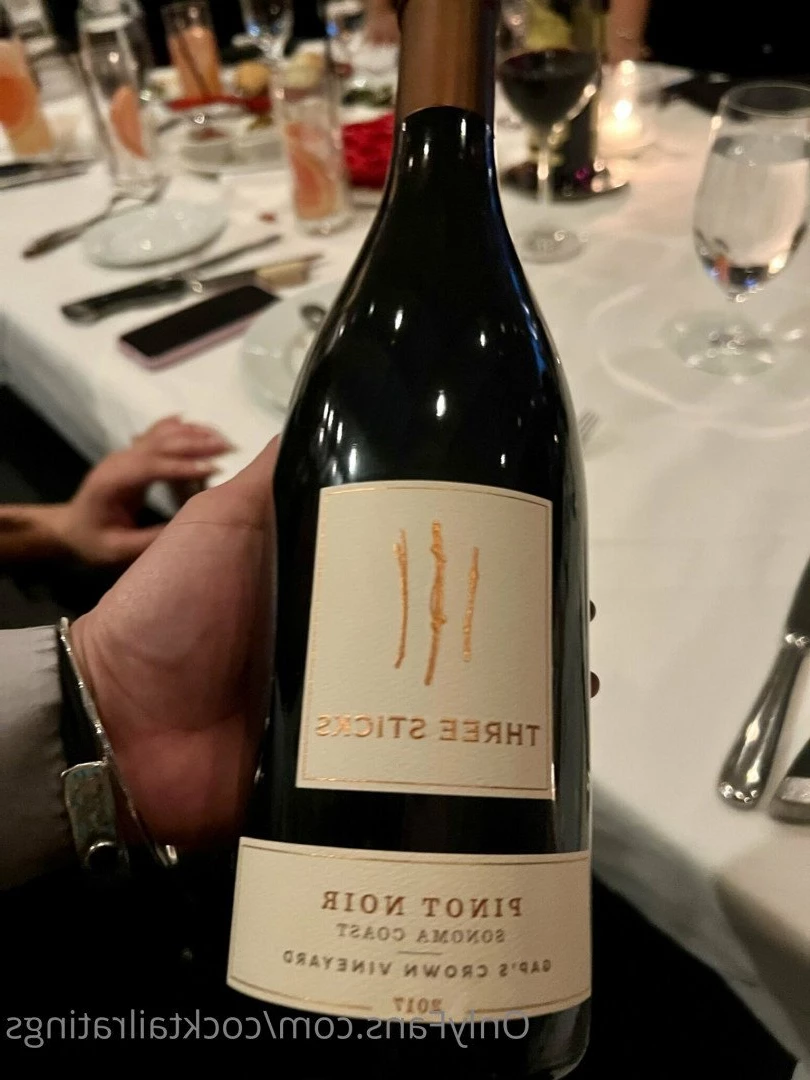 THREE STICKS
PINOT NOIR
SONOMA COAST
GAP'S CROWN VINEYARD
2017
OnlyFans.com/cocktailratings